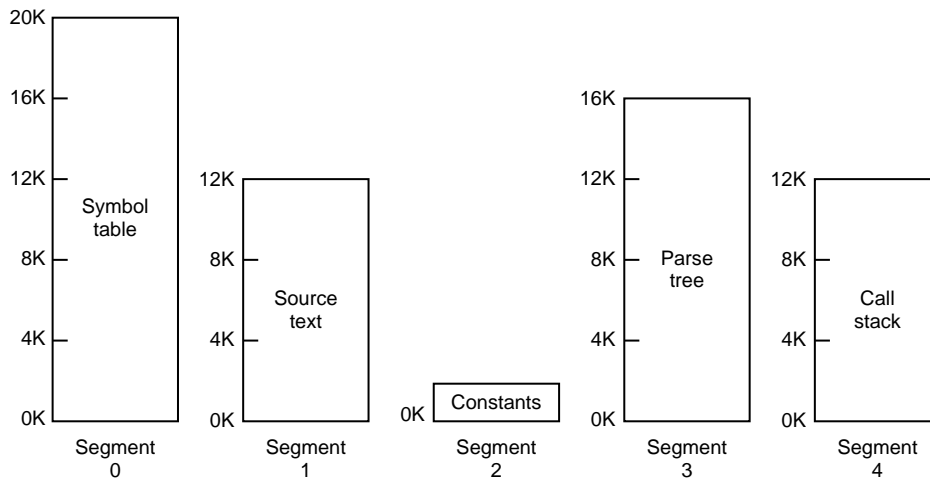 20K
16K
12K
8K
4K
0K
Symbol
table
Segment
0
12K
8K
4K
0K
Source
text
Segment
1
0K
Constants
Segment
2
16K
12K
8K
4K
0K
Parse
tree
Segment
3
12K
8K
4K
0K
Call
stack
Segment
4